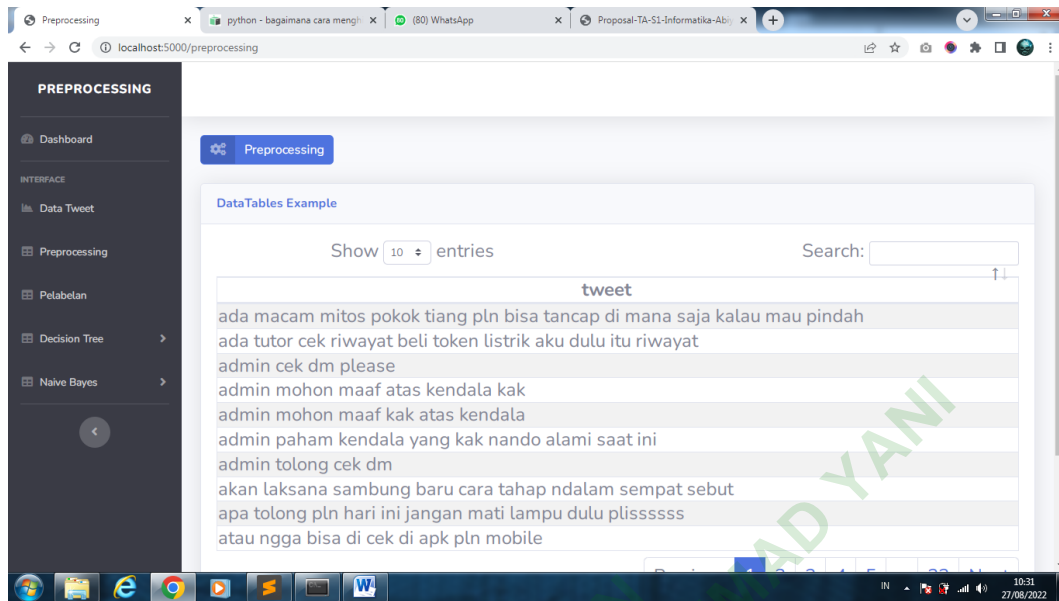 Preprocessing
python - bagaimana cara mengh
(80) WhatsApp
Proposal-TA-S1-Informatika-Abiy
localhost:5000/preprocessing
PREPROCESSING
Dashboard
INTERFACE
Data Tweet
Preprocessing
Pelabelan
Decision Tree
Naive Bayes
Preprocessing
DataTables Example
Show 10 entries
Search:
tweet
ada macam mitos pokok tiang pln bisa tancap di mana saja kalau mau pindah
ada tutor cek riwayat beli token listrik aku dulu itu riwayat
admin cek dm please
admin mohon maaf atas kendala kak
admin mohon maaf kak atas kendala
admin paham kendala yang kak nando alami saat ini
admin tolong cek dm
akan laksana sambung baru cara tahap ndalam sempat sebut
apa tolong pln hari ini jangan mati lampu dulu plissssss
atau ngga bisa di cek di apk pln mobile
1
IN
10:31
27/08/2022
MAD YANI